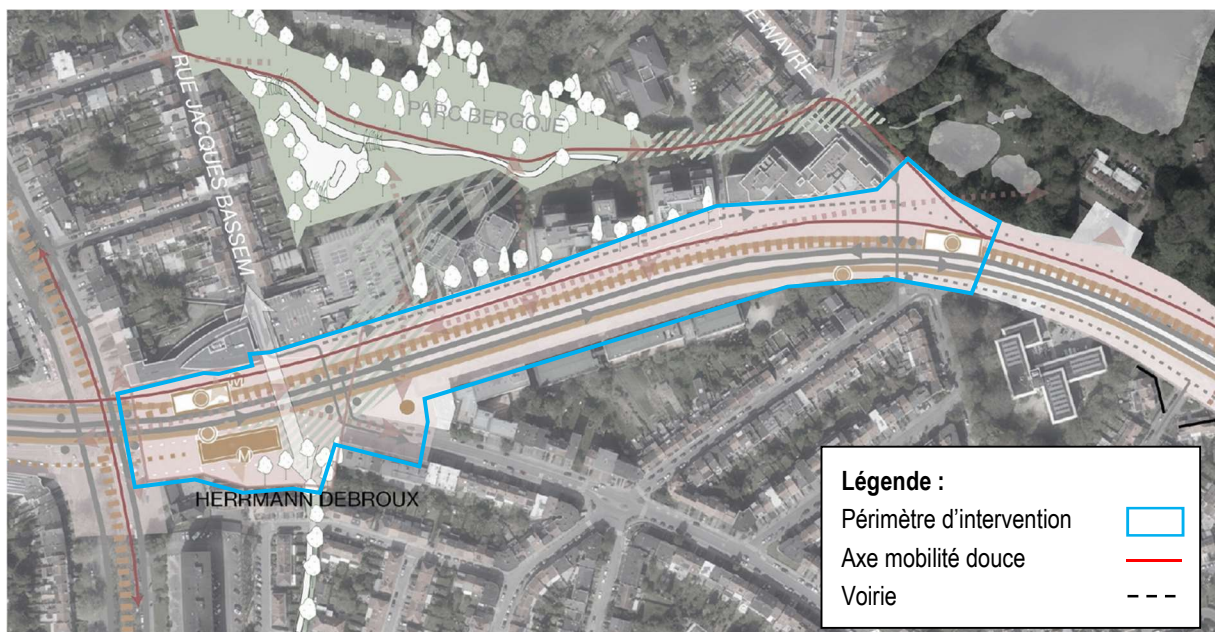 RUE JACQUES BASSEM
PARC BERGOJE
E WAVRE
M
M
HERRMANN DEBROUX
Légende :
Périmètre d'intervention
Axe mobilité douce
Voirie